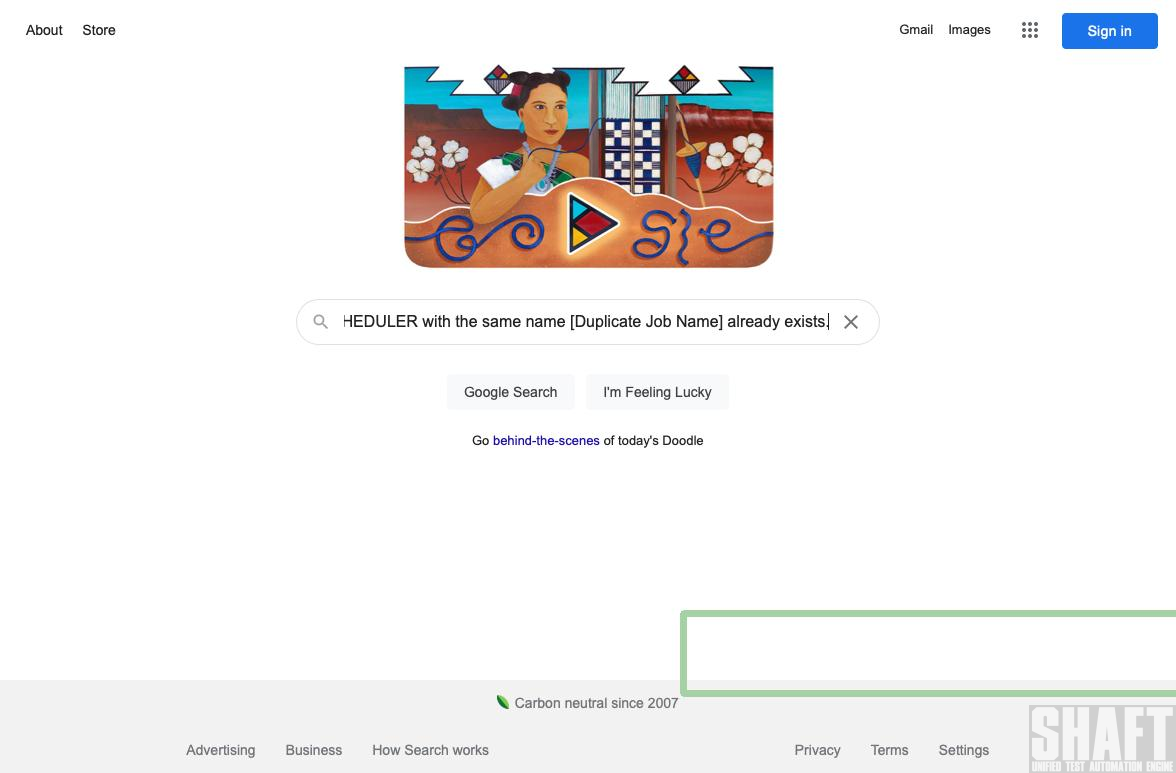 About Store
Gmail Images
Sign in
HEDULER with the same name [Duplicate Job Name] already exists.
Google Search
I'm Feeling Lucky
Go behind-the-scenes of today's Doodle
Carbon neutral since 2007
Advertising Business How Search works
Privacy Terms Settings
SHAFT
UNIFIED TEST AUTOMATION ENGINE